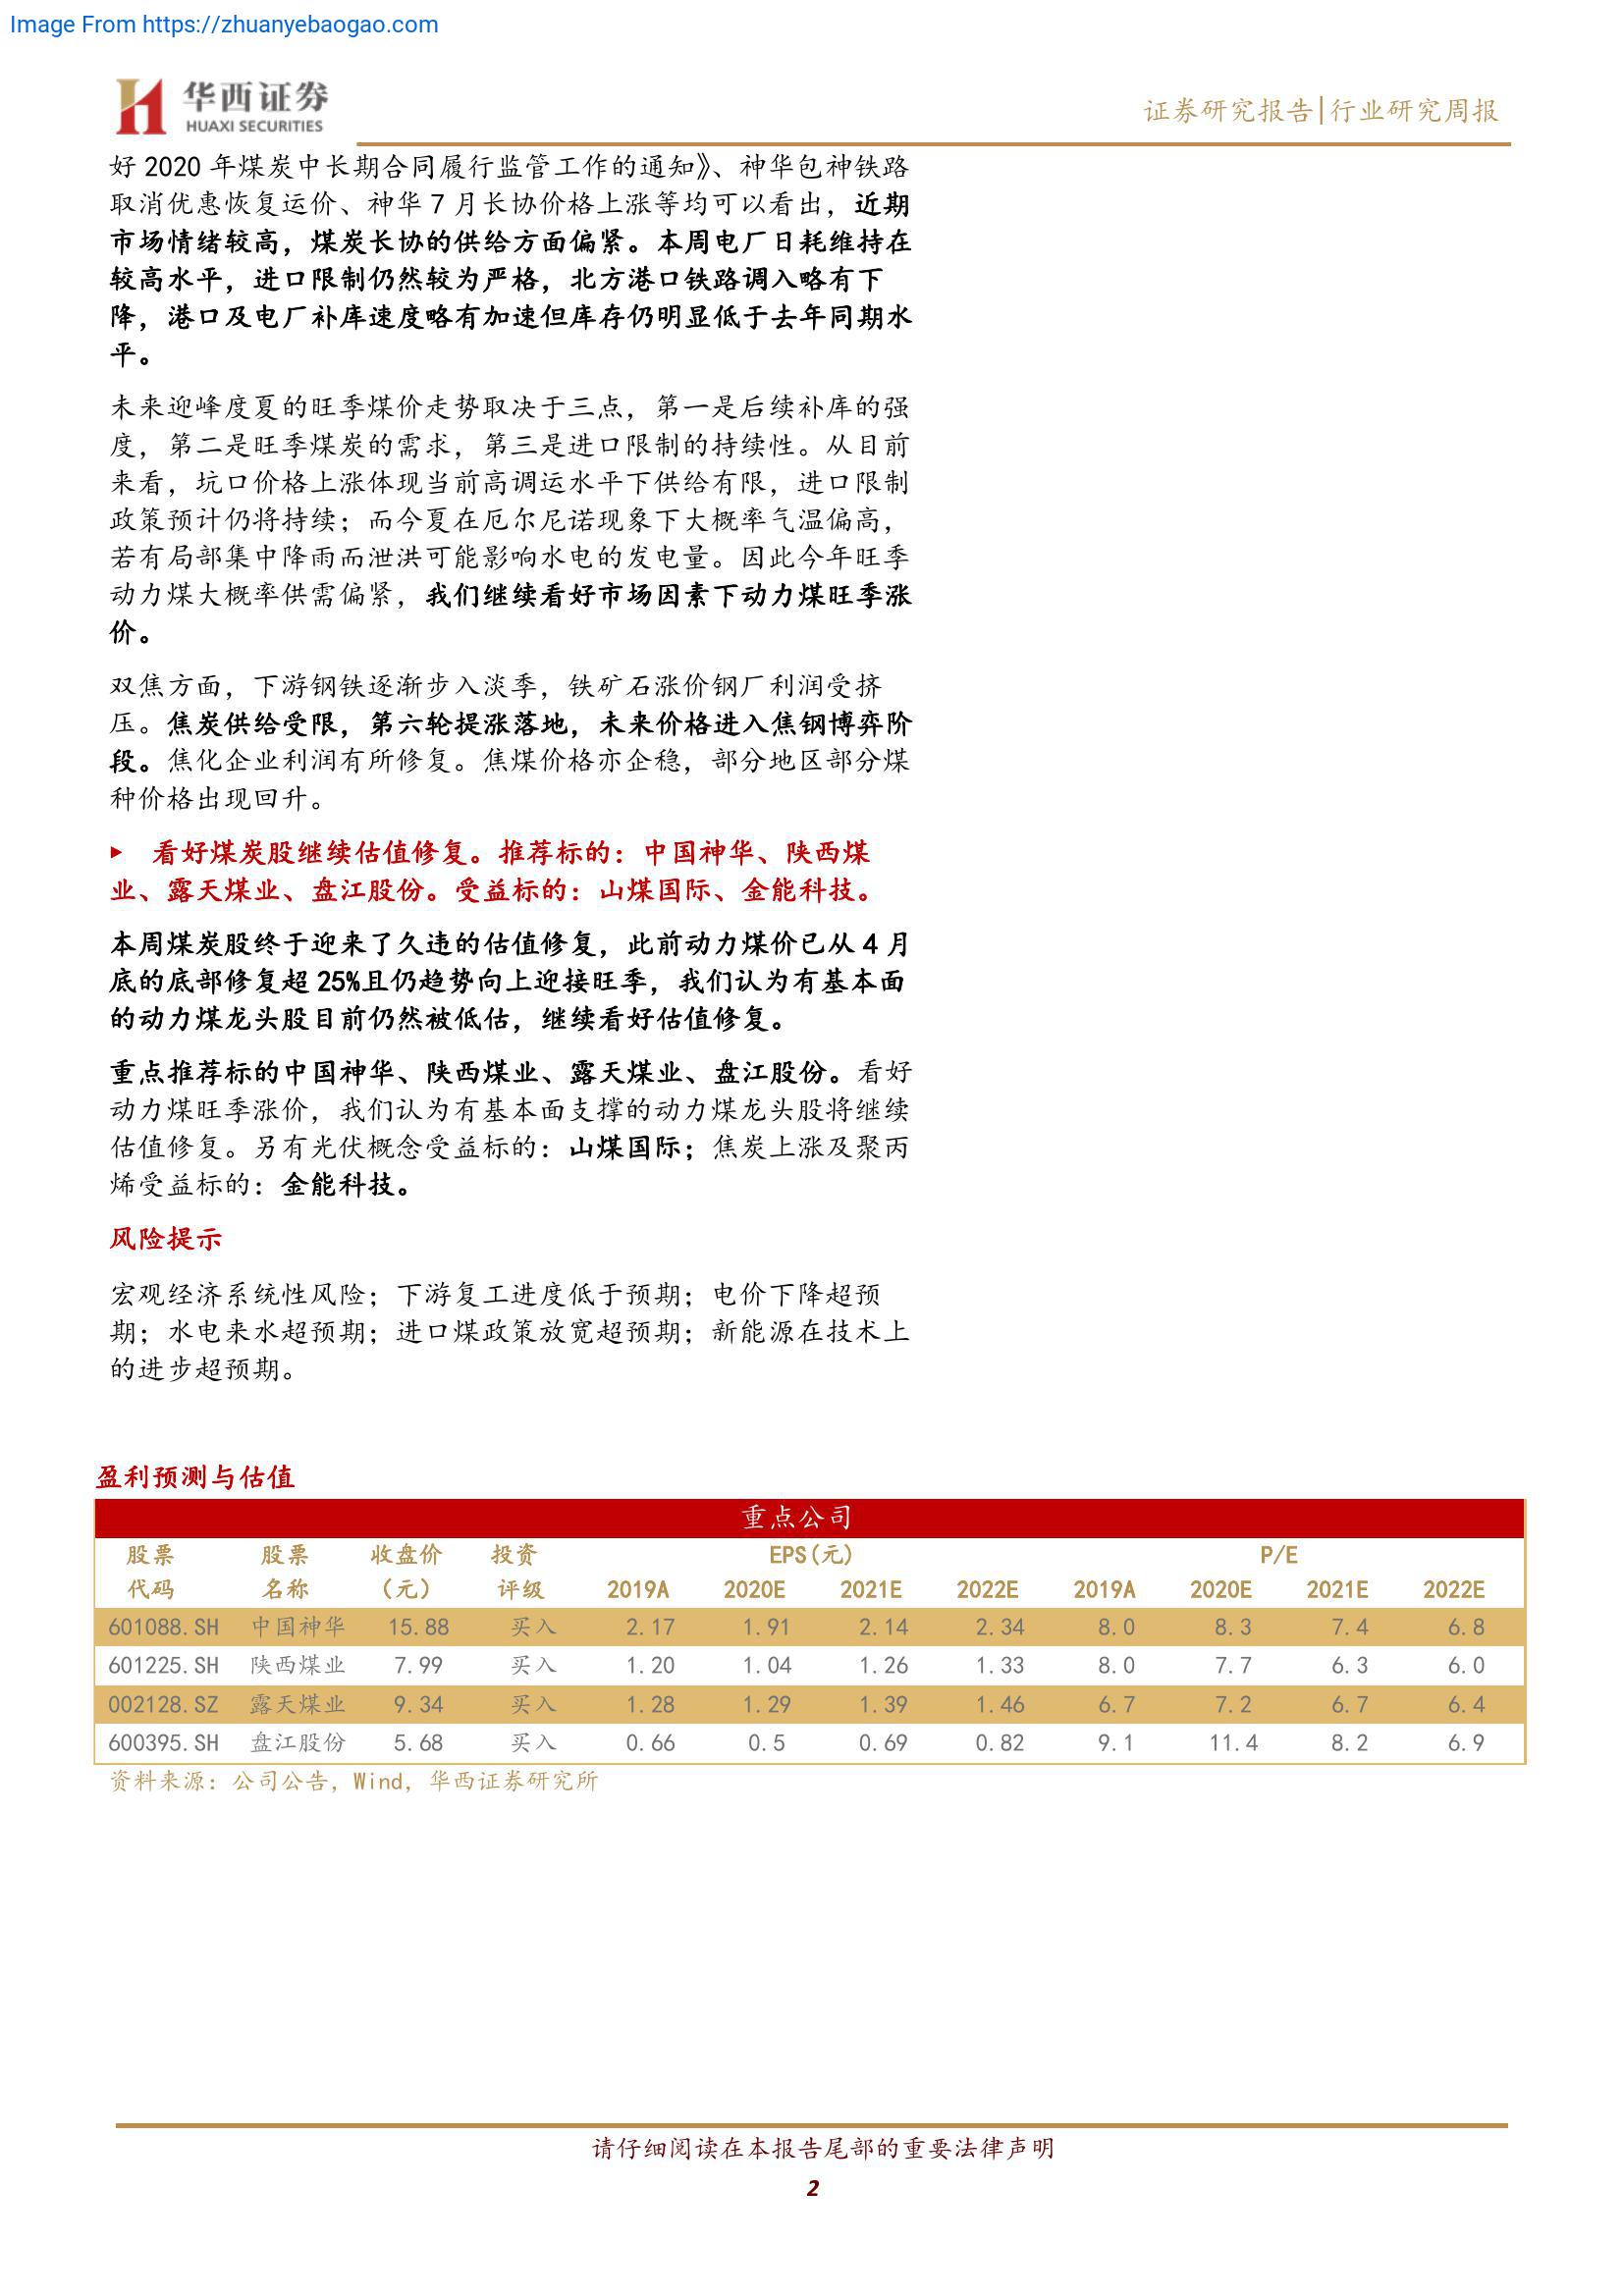 Image From https://zhuanyebaogao.com
华西证券
HUAXI SECURITIES
证券研究报告|行业研究周报
好 2020 年煤炭中长期合同履行监管工作的通知》、神华包神铁路
取消优惠恢复运价、神华 7 月长协价格上涨等均可以看出，近期
市场情绪较高，煤炭长协的供给方面偏紧。本周电厂日耗维持在
较高水平，进口限制仍然较为严格，北方港口铁路调入略有下
降，港口及电厂补库速度略有加速但库存仍明显低于去年同期水
平。
未来迎峰度夏的旺季煤价走势取决于三点，第一是后续补库的强
度，第二是旺季煤炭的需求，第三是进口限制的持续性。从目前
来看，坑口价格上涨体现当前高调运水平下供给有限，进口限制
政策预计仍将持续；而今夏在厄尔尼诺现象下大概率气温偏高，
若有局部集中降雨而泄洪可能影响水电的发电量。因此今年旺季
动力煤大概率供需偏紧，我们继续看好市场因素下动力煤旺季涨
价。
双焦方面，下游钢铁逐渐步入淡季，铁矿石涨价钢厂利润受挤
压。焦炭供给受限，第六轮提涨落地，未来价格进入焦钢博弈阶
段。焦化企业利润有所修复。焦煤价格亦企稳，部分地区部分煤
种价格出现回升。
▶ 看好煤炭股继续估值修复。推荐标的：中国神华、陕西煤
业、露天煤业、盘江股份。受益标的：山煤国际、金能科技。
本周煤炭股终于迎来了久违的估值修复，此前动力煤价已从 4 月
底的底部修复超 25%且仍趋势向上迎接旺季，我们认为有基本面
的动力煤龙头股目前仍然被低估，继续看好估值修复。
重点推荐标的中国神华、陕西煤业、露天煤业、盘江股份。看好
动力煤旺季涨价，我们认为有基本面支撑的动力煤龙头股将继续
估值修复。另有光伏概念受益标的：山煤国际；焦炭上涨及聚丙
烯受益标的：金能科技。
风险提示
宏观经济系统性风险；下游复工进度低于预期；电价下降超预
期；水电来水超预期；进口煤政策放宽超预期；新能源在技术上
的进步超预期。
盈利预测与估值
重点公司
股票 股票 收盘价 投资 EPS(元) P/E
代码 名称 （元） 评级 2019A 2020E 2021E 2022E 2019A 2020E 2021E 2022E
601088.SH 中国神华 15.88 买入 2.17 1.91 2.14 2.34 8.0 8.3 7.4 6.8
601225.SH 陕西煤业 7.99 买入 1.20 1.04 1.26 1.33 8.0 7.7 6.3 6.0
002128.SZ 露天煤业 9.34 买入 1.28 1.29 1.39 1.46 6.7 7.2 6.7 6.4
600395.SH 盘江股份 5.68 买入 0.66 0.5 0.69 0.82 9.1 11.4 8.2 6.9
资料来源：公司公告，Wind，华西证券研究所
请仔细阅读在本报告尾部的重要法律声明
2